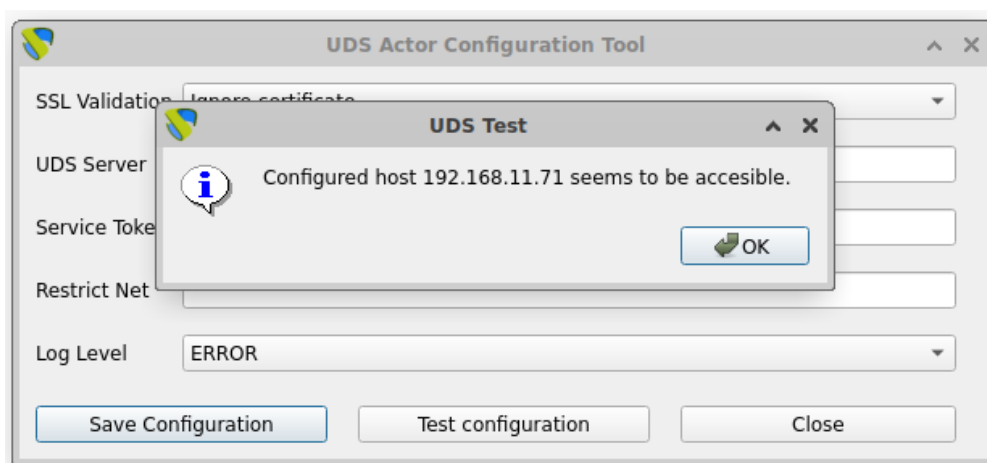 UDS Actor Configuration Tool
SSL Validation
UDS Test
UDS Server
Configured host 192.168.11.71 seems to be accesible.
Service Toke
OK
Restrict Net
Log Level ERROR
Save Configuration Test configuration Close